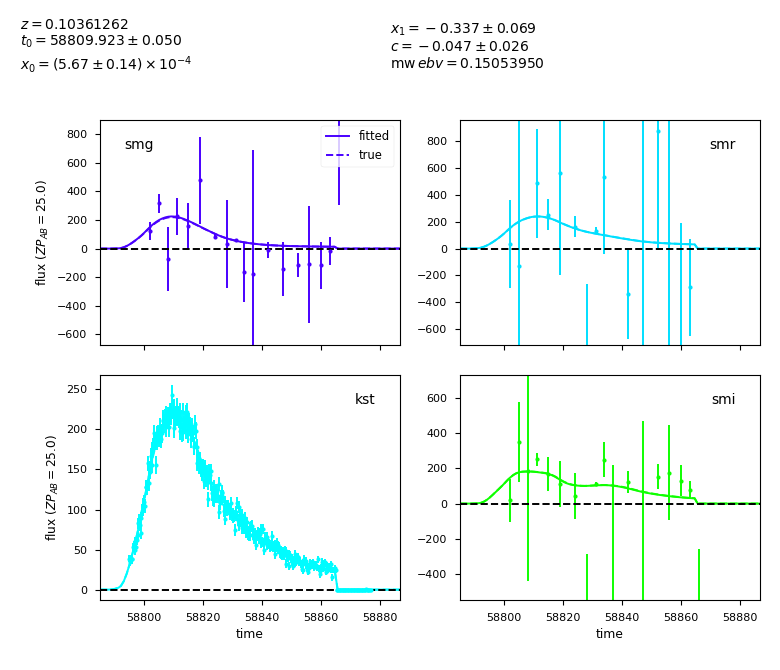 z = 0.10361262
t₀ = 58809.923 ± 0.050
x₀ = (5.67 ± 0.14) × 10⁻⁴
x₁ = −0.337 ± 0.069
c = −0.047 ± 0.026
mw ebv = 0.15053950
smg
fitted
true
800
600
400
200
0
−200
−400
−600
flux (ZP_AB = 25.0)
smr
800
600
400
200
0
−200
−400
−600
kst
250
200
150
100
50
0
flux (ZP_AB = 25.0)
58800 58820 58840 58860 58880
time
smi
600
400
200
0
−200
−400
58800 58820 58840 58860 58880
time